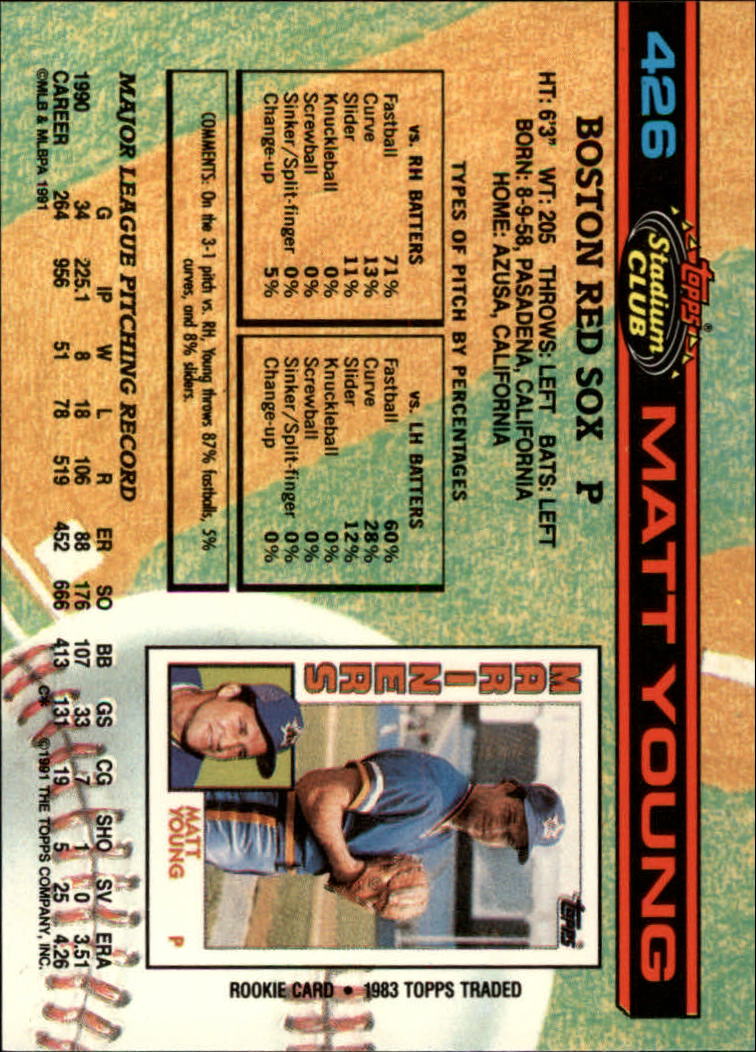 426 Topps® Stadium CLUB MATT YOUNG
BOSTON RED SOX P
HT: 6'3" WT: 205 THROWS: LEFT BATS: LEFT
BORN: 8-9-58, PASADENA, CALIFORNIA
HOME: AZUSA, CALIFORNIA
TYPES OF PITCH BY PERCENTAGES
vs. RH BATTERS
Fastball 71%
Curve 13%
Slider 11%
Knuckleball 0%
Screwball 0%
Sinker/Split-finger 0%
Change-up 5%
vs. LH BATTERS
Fastball 60%
Curve 28%
Slider 12%
Knuckleball 0%
Screwball 0%
Sinker/Split-finger 0%
Change-up 0%
COMMENTS: On the 3-1 pitch vs. RH, Young throws 87% fastballs, 5%
curves, and 8% sliders.
Topps
MARINERS
MATT
YOUNG P
ROOKIE CARD • 1983 TOPPS TRADED
MAJOR LEAGUE PITCHING RECORD
G IP W L R ER SO BB GS CG SHO SV ERA
1990 34 225.1 8 18 106 88 176 107 33 7 1 0 3.51
CAREER 264 956 51 78 519 452 666 413 131 19 5 25 4.26
©MLB & MLBPA 1991 C* ©1991 THE TOPPS COMPANY, INC.